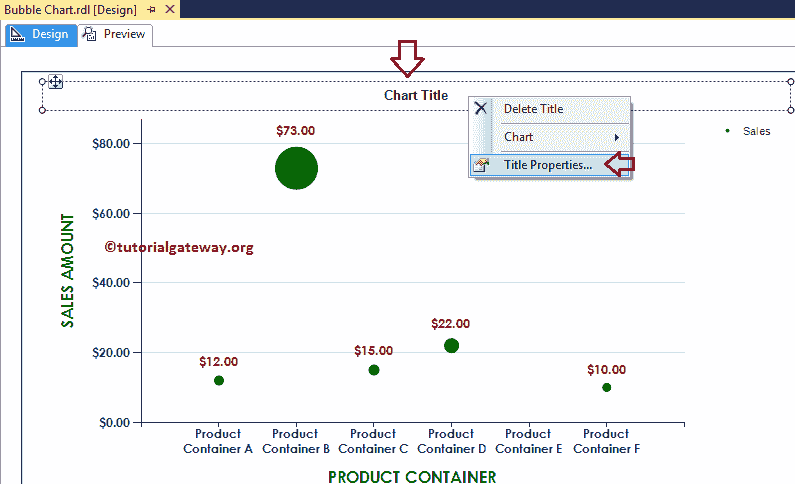 Bubble Chart.rdl [Design]
Design
Preview
Chart Title
Delete Title
Chart
Title Properties...
Sales
$73.00
$80.00
$60.00
©tutorialgateway.org
SALES AMOUNT
$40.00
$22.00
$20.00
$12.00
$15.00
$10.00
$0.00
Product Container A
Product Container B
Product Container C
Product Container D
Product Container E
Product Container F
PRODUCT CONTAINER